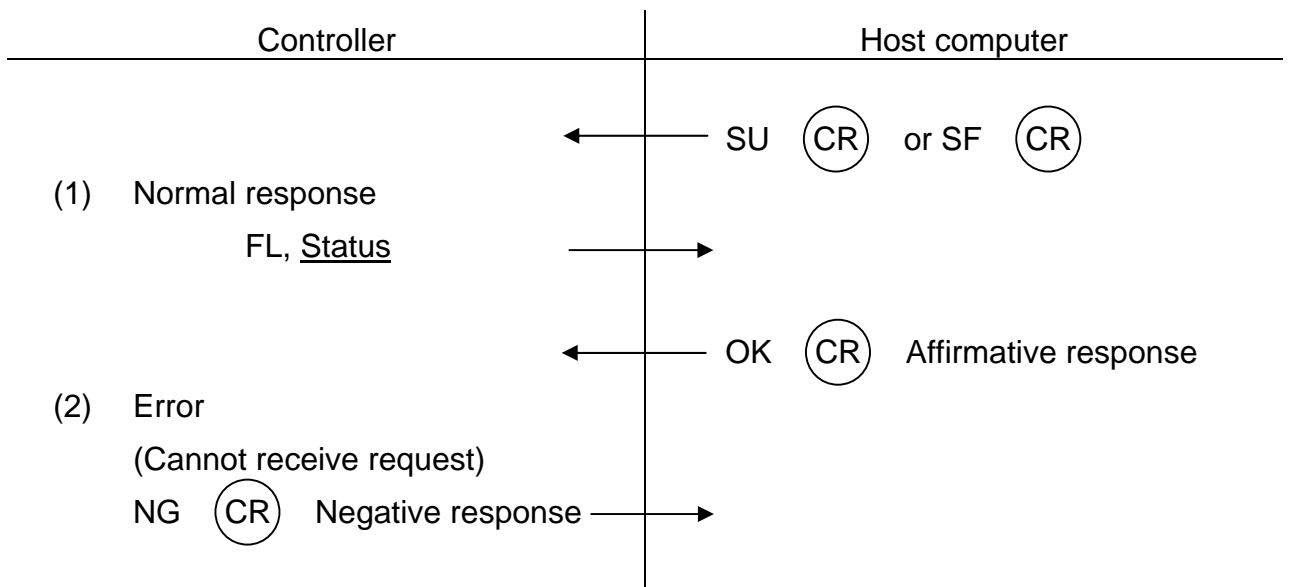 Controller Host computer
SU CR or SF CR
(1) Normal response
FL, Status
OK CR Affirmative response
(2) Error
(Cannot receive request)
NG CR Negative response